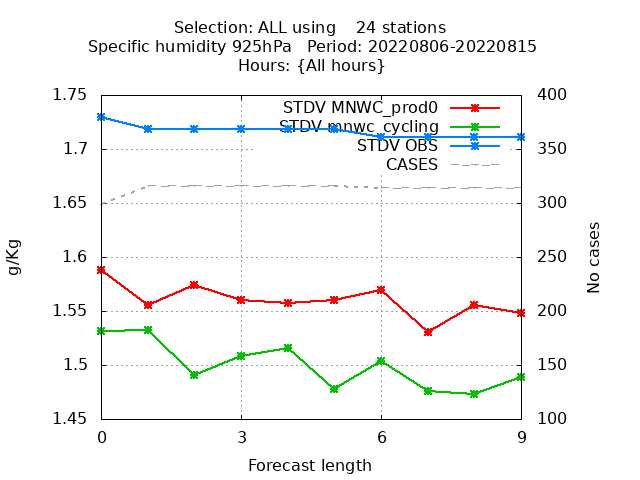 Selection: ALL using    24 stations
Specific humidity 925hPa   Period: 20220806-20220815
Hours: {All hours}
1.75
1.7
1.65
1.6
1.55
1.5
1.45
g/Kg
STDV MNWC_prod0
STDV mnwc_cycling
STDV OBS
CASES
400
350
300
250
200
150
100
No cases
0 3 6 9
Forecast length